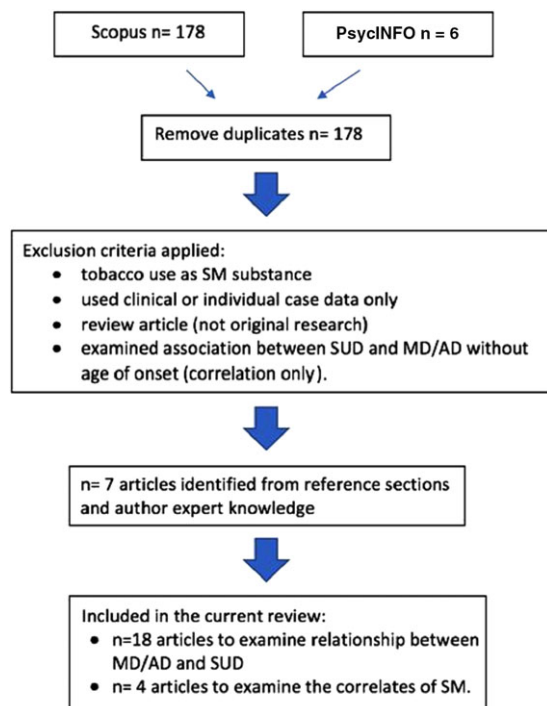 Scopus n= 178
PsycINFO n = 6
Remove duplicates n= 178
Exclusion criteria applied:
• tobacco use as SM substance
• used clinical or individual case data only
• review article (not original research)
• examined association between SUD and MD/AD without
age of onset (correlation only).
n= 7 articles identified from reference sections
and author expert knowledge
Included in the current review:
• n=18 articles to examine relationship between
MD/AD and SUD
• n= 4 articles to examine the correlates of SM.